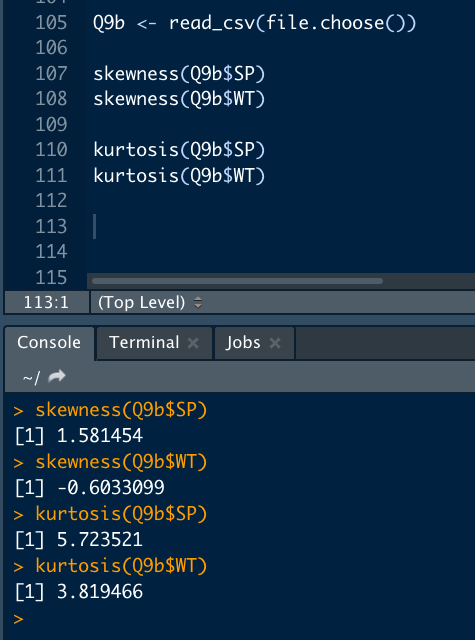 105 Q9b <- read_csv(file.choose())
106
107 skewness(Q9b$SP)
108 skewness(Q9b$WT)
109
110 kurtosis(Q9b$SP)
111 kurtosis(Q9b$WT)
112
113
114
115
113:1 (Top Level)
Console Terminal Jobs
~/
> skewness(Q9b$SP)
[1] 1.581454
> skewness(Q9b$WT)
[1] -0.6033099
> kurtosis(Q9b$SP)
[1] 5.723521
> kurtosis(Q9b$WT)
[1] 3.819466
>